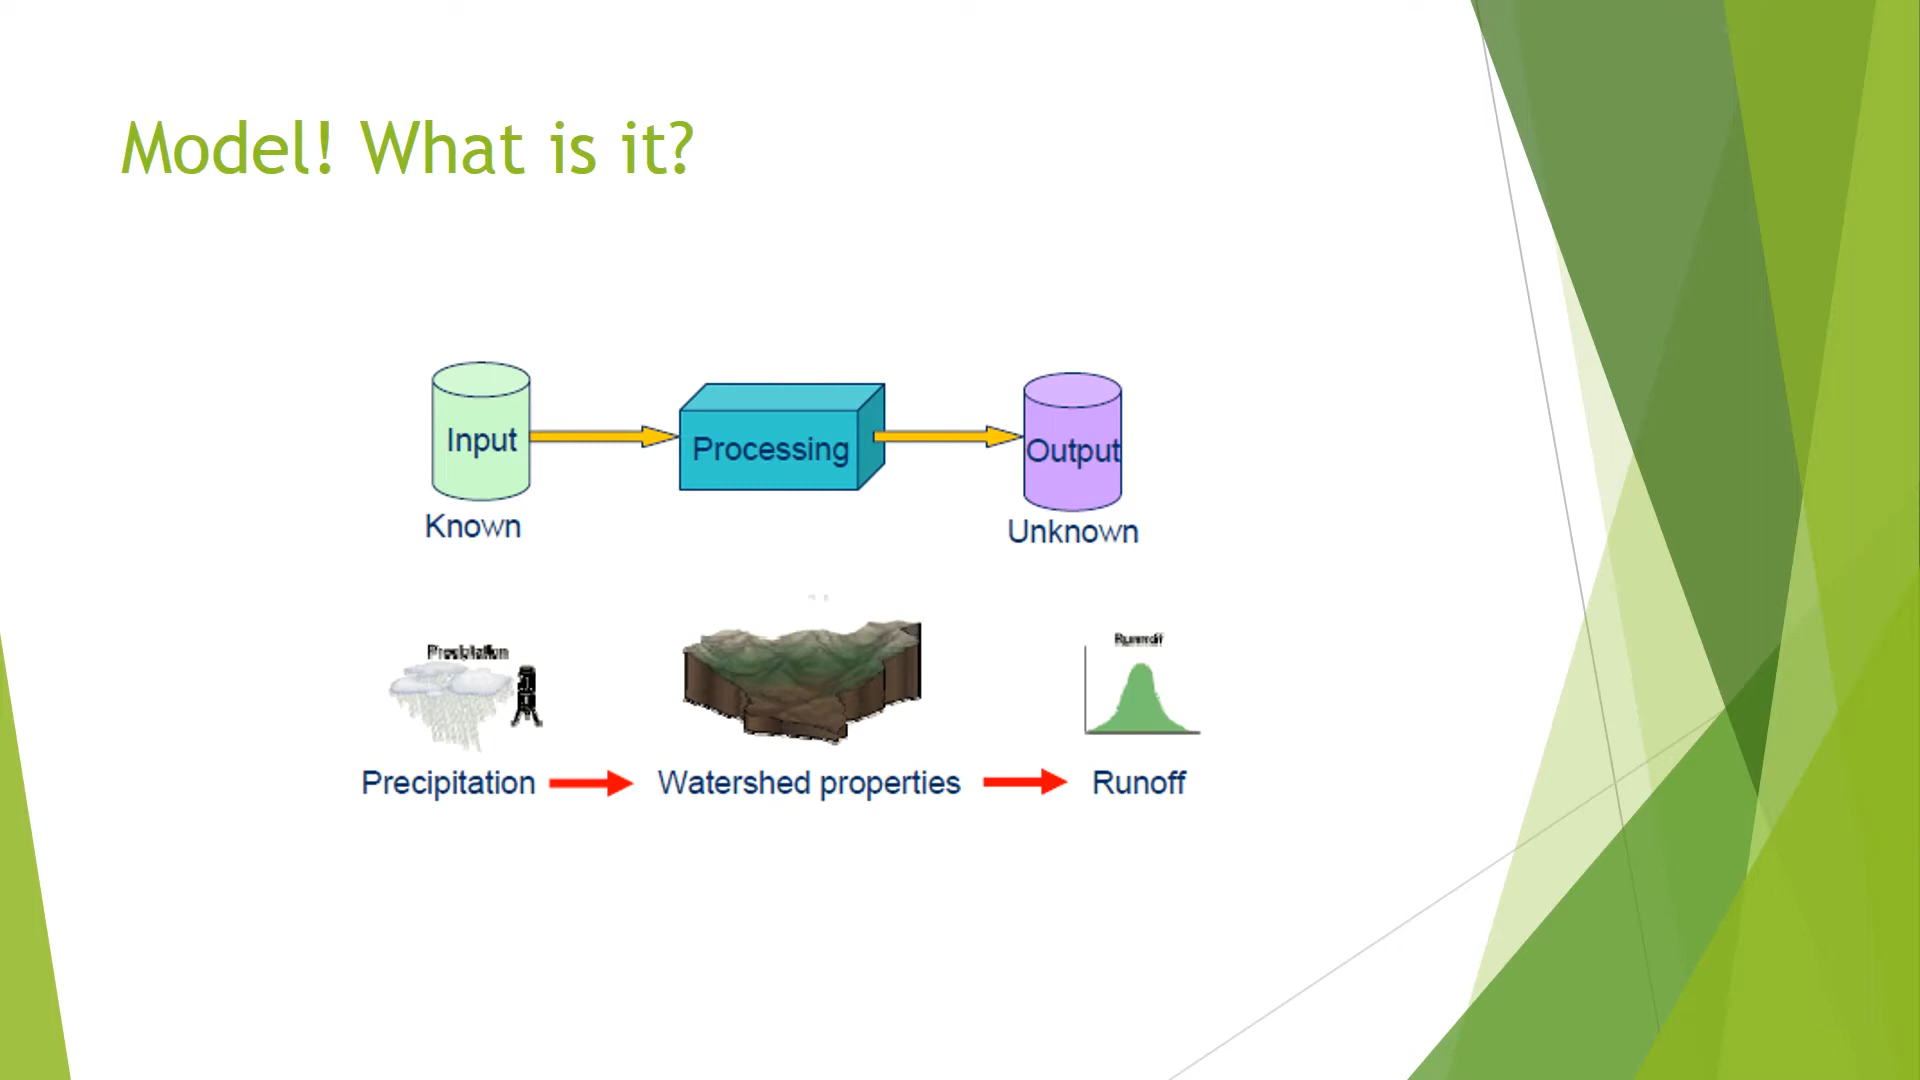 Model! What is it?
Input
Processing
Output
Known
Unknown
Precipitation
Runoff
Precipitation
Watershed properties
Runoff